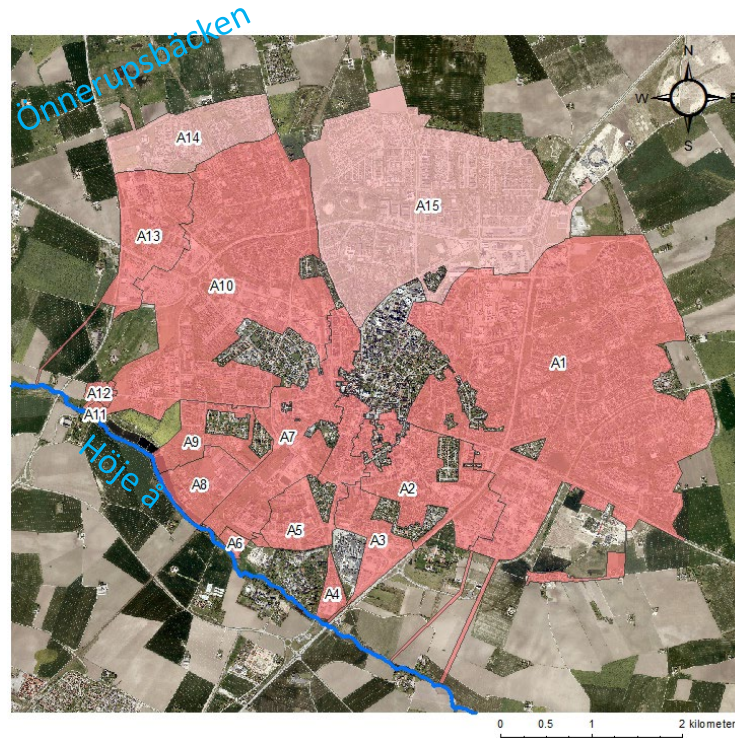 Önnerupsbäcken
N
W E
S
A14
A15
A13
A10
A1
A12
A11
A9
A7
A8
A2
A5
A3
A6
A4
Höje å
0 0.5 1 2 kilometer